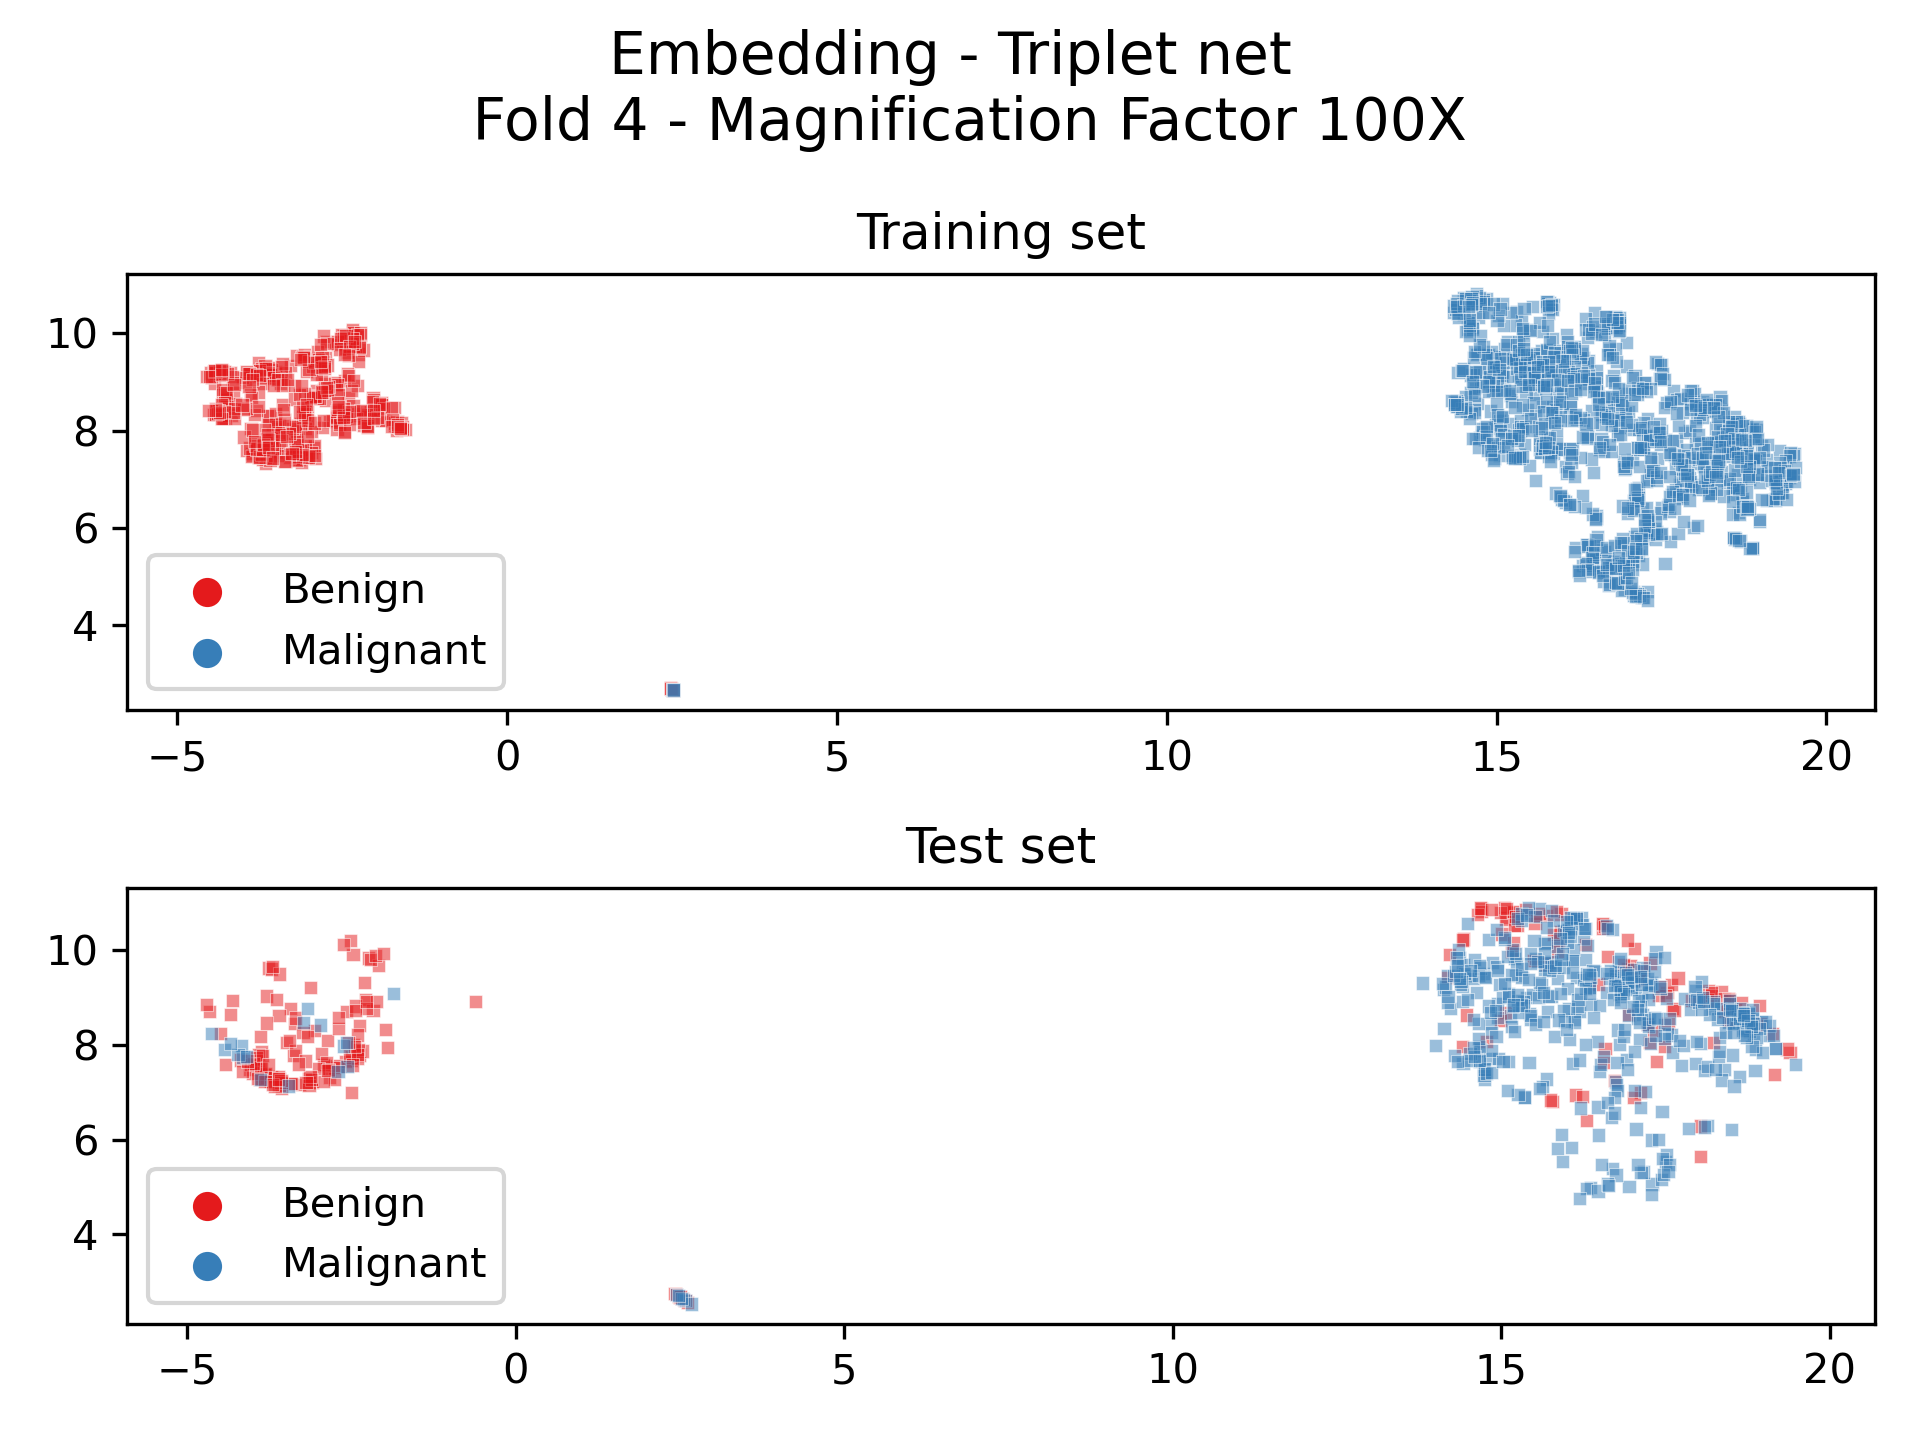 Embedding - Triplet net
Fold 4 - Magnification Factor 100X
Training set
10
8
6
4
Benign
Malignant
−5 0 5 10 15 20
Test set
10
8
6
4
Benign
Malignant
−5 0 5 10 15 20